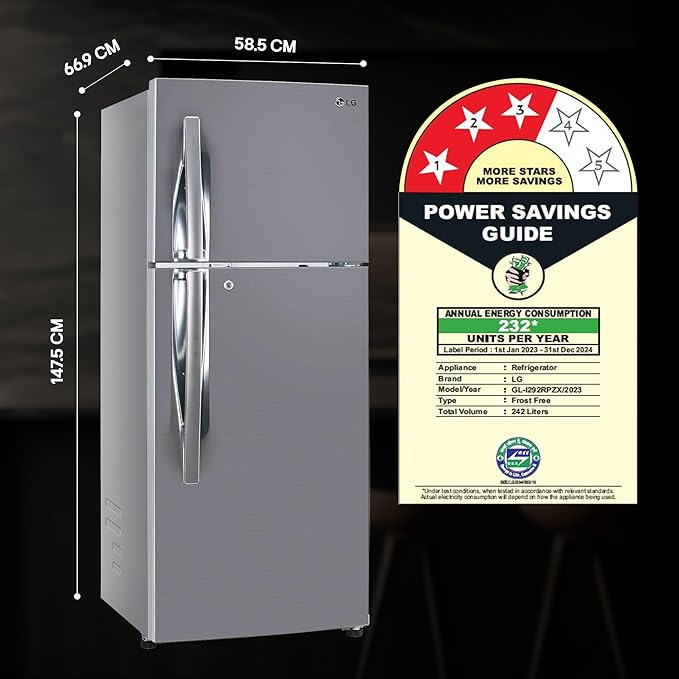 58.5 CM
66.9 CM
147.5 CM
LG
1 2 3 4 5
MORE STARS
MORE SAVINGS
POWER SAVINGS
GUIDE
ANNUAL ENERGY CONSUMPTION
232*
UNITS PER YEAR
Label Period : 1st Jan 2023 - 31st Dec 2024
Appliance : Refrigerator
Brand : LG
Model/Year : GL-I292RPZX/2023
Type : Frost Free
Total Volume : 242 Liters
*Under test conditions, when tested in accordance with relevant standards.
Actual electricity consumption will depend on how the appliance being used.